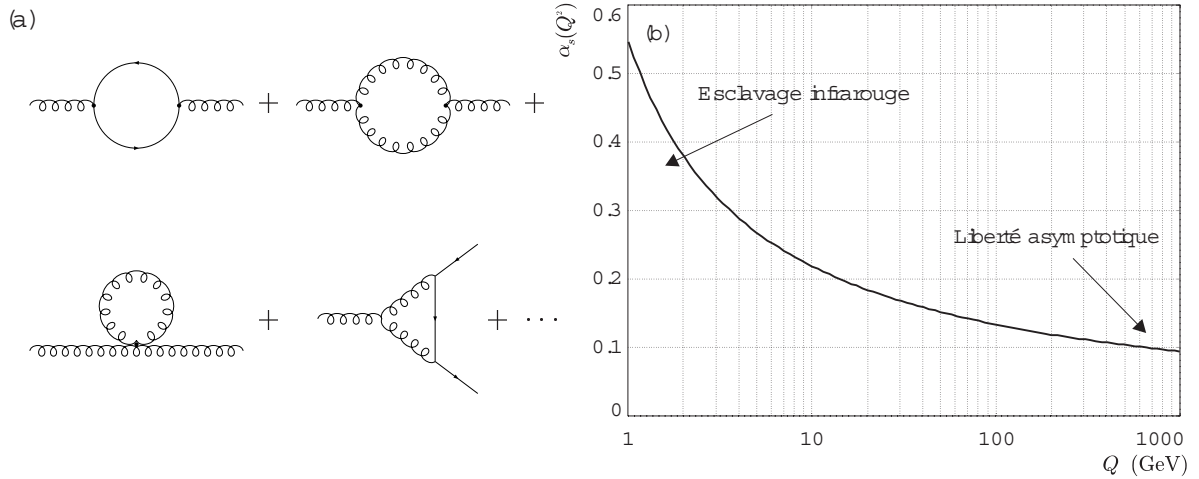 (a)
+
+
+
+ · · ·
(b)
α_s(Q²)
0.6
0.5
0.4
0.3
0.2
0.1
0
Esclavage infrarouge
Liberté asymptotique
1 10 100 1000
Q (GeV)